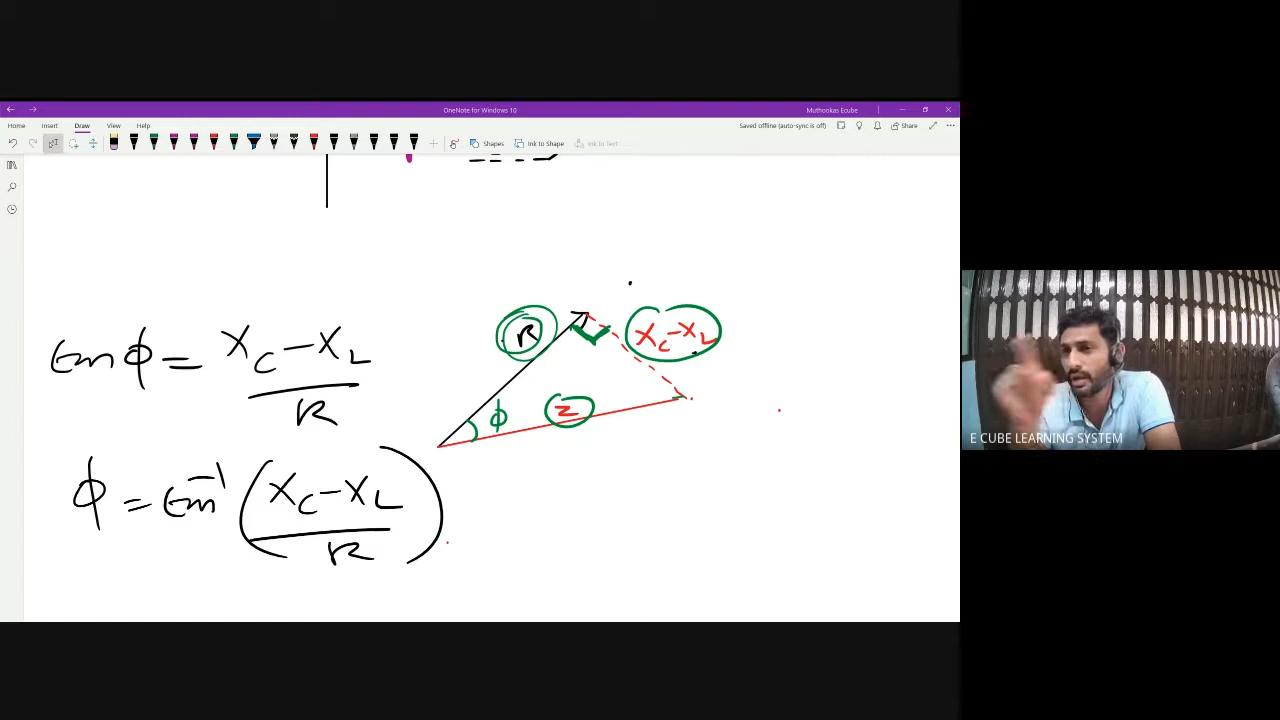 OneNote for Windows 10
Muthookas Ecube
Home Insert Draw View Help
Saved offline (auto-sync is off)
Share
Shapes
Ink to Shape
Ink to Text
R
X_C - X_L
ϕ
z
tan ϕ = X_C - X_L / R
ϕ = tan⁻¹ ( X_C - X_L / R )
E CUBE LEARNING SYSTEM